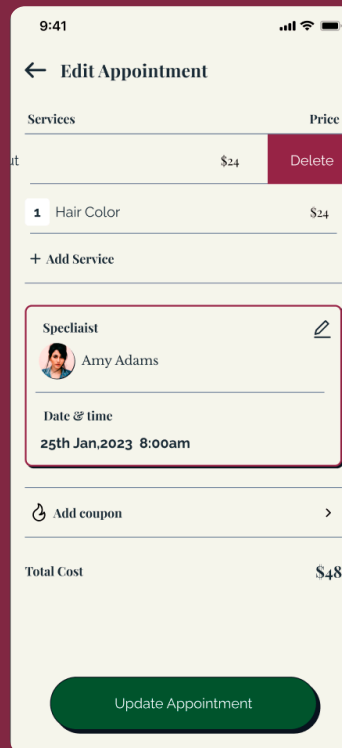 9:41
Edit Appointment
Services Price
ut $24 Delete
1 Hair Color $24
+ Add Service
Specliaist
Amy Adams
Date & time
25th Jan,2023 8:00am
Add coupon
Total Cost $48
Update Appointment